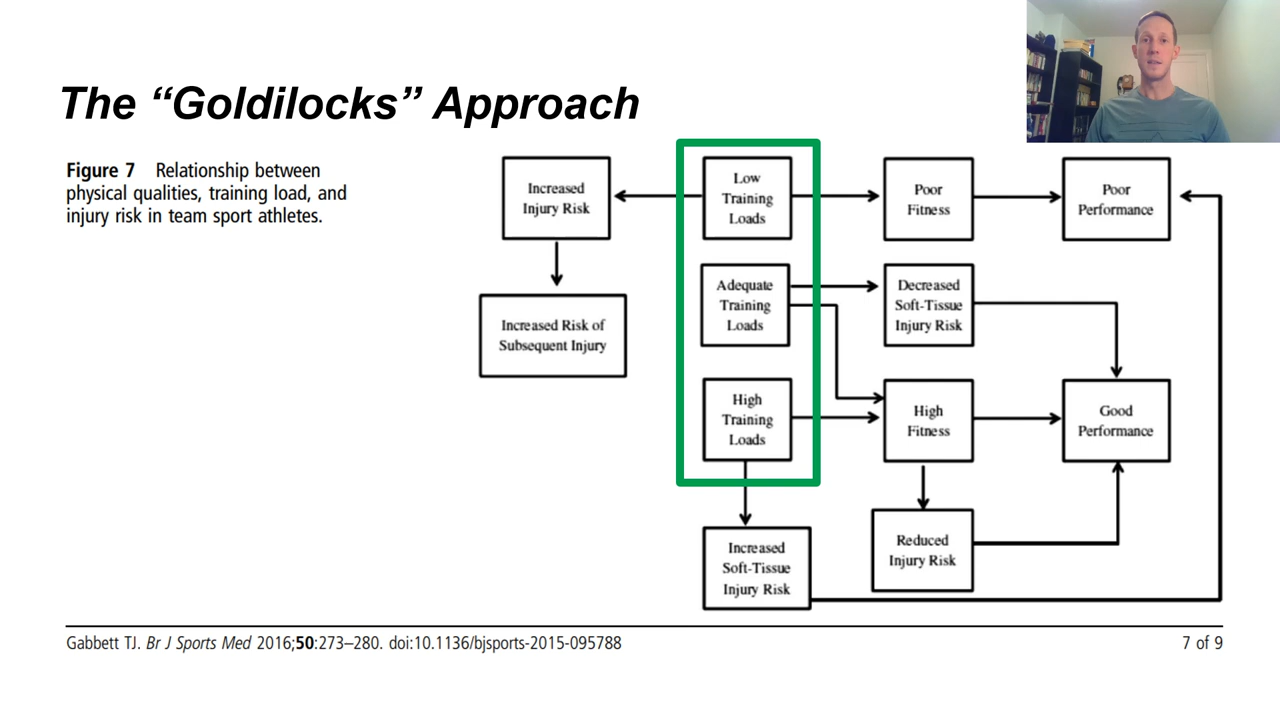 The “Goldilocks” Approach
Figure 7 Relationship between
physical qualities, training load, and
injury risk in team sport athletes.
Increased
Injury Risk
Low
Training
Loads
Poor
Fitness
Poor
Performance
Increased Risk of
Subsequent Injury
Adequate
Training
Loads
Decreased
Soft-Tissue
Injury Risk
High
Training
Loads
High
Fitness
Good
Performance
Increased
Soft-Tissue
Injury Risk
Reduced
Injury Risk
Gabbett TJ. Br J Sports Med 2016;50:273–280. doi:10.1136/bjsports-2015-095788
7 of 9